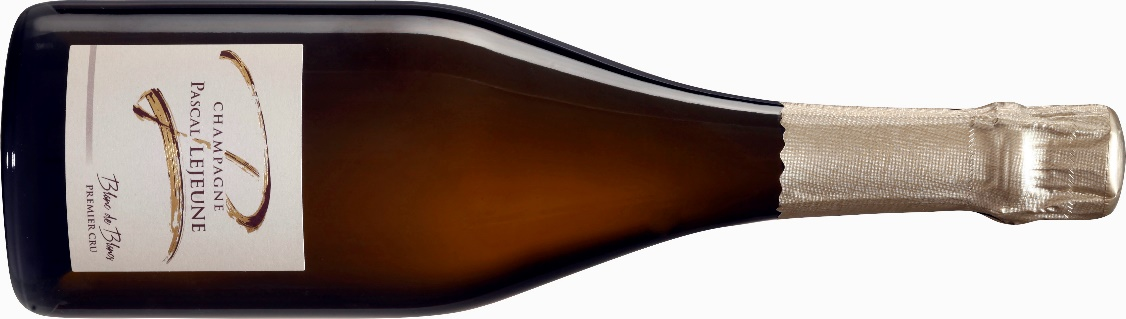 CHAMPAGNE
PASCAL LEJEUNE
Blanc de Blancs
PREMIER CRU